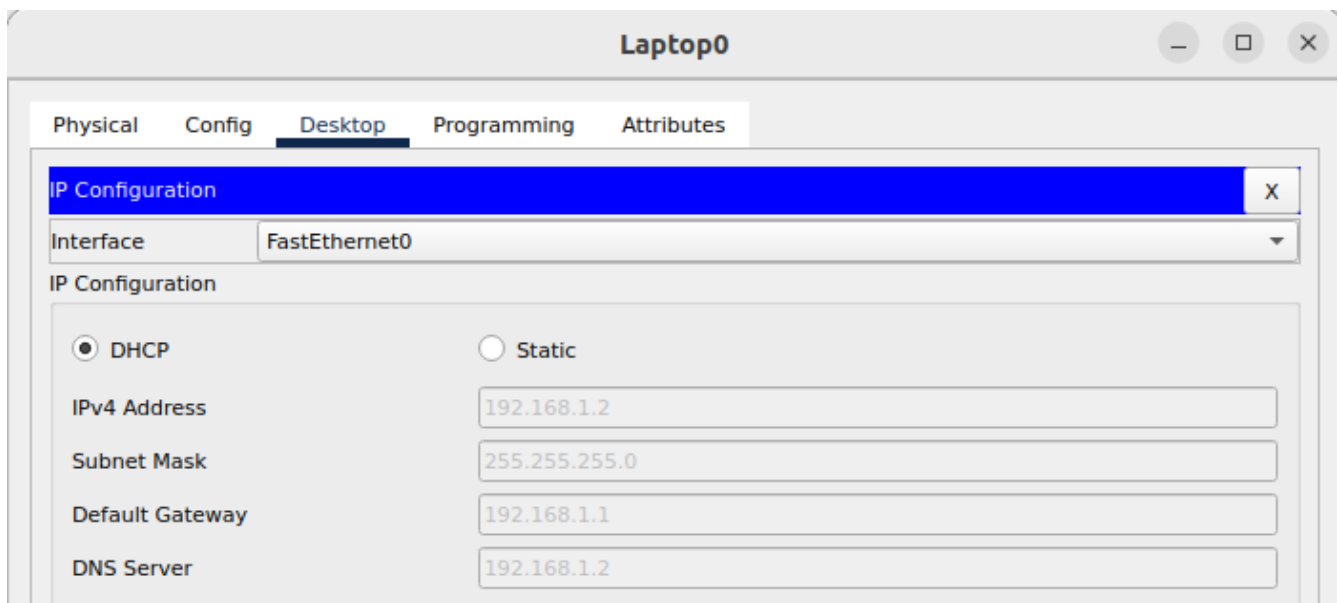 Laptop0
Physical Config Desktop Programming Attributes
IP Configuration X
Interface FastEthernet0
IP Configuration
DHCP Static
IPv4 Address 192.168.1.2
Subnet Mask 255.255.255.0
Default Gateway 192.168.1.1
DNS Server 192.168.1.2